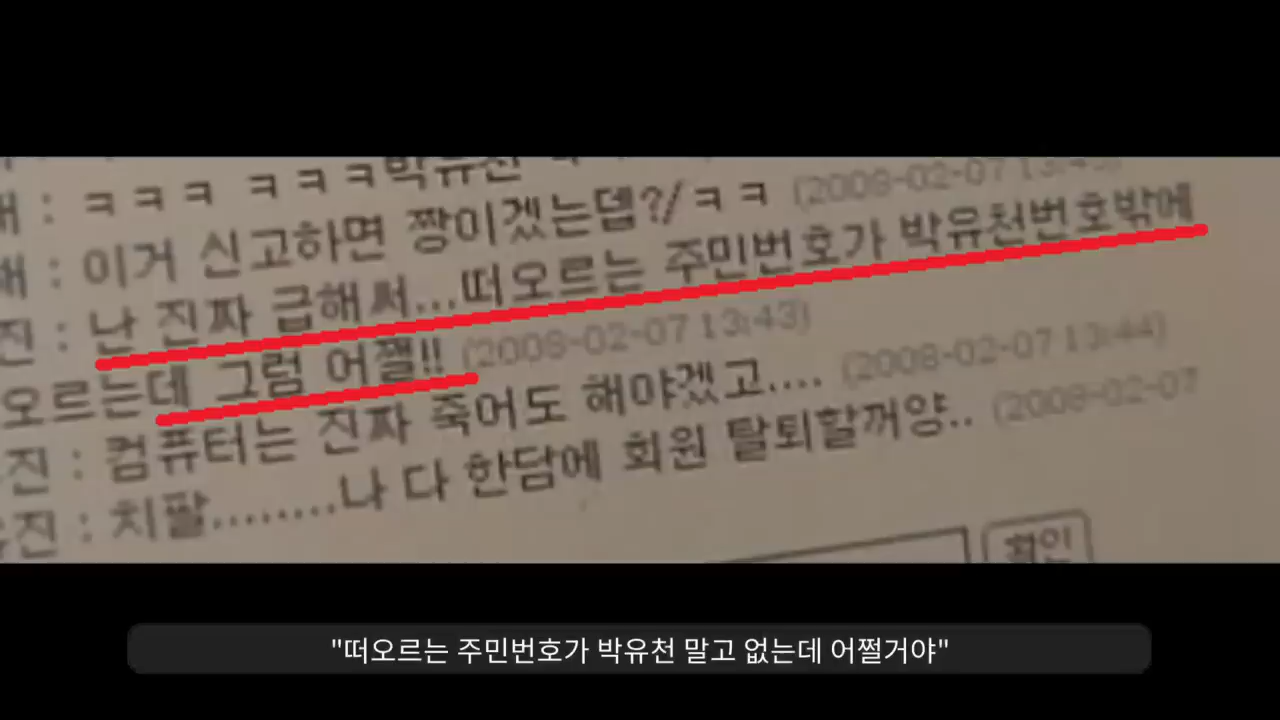 ㅋㅋㅋ ㅋㅋㅋ박유천
: 이거 신고하면 짱이겠는뎁?/ㅋㅋ (2008-02-07 13:43)
진 : 난 진짜 급해써...떠오르는 주민번호가 박유천번호밖에
오르는데 그럼 어쨀!! (2008-02-07 13:43)
진 : 컴퓨터는 진짜 죽어도 해야겠고.... (2008-02-07 13:44)
진 : 치팔........나 다 한담에 회원 탈퇴할꺼양.. (2008-02-07
확인
"떠오르는 주민번호가 박유천 말고 없는데 어쩔거야"